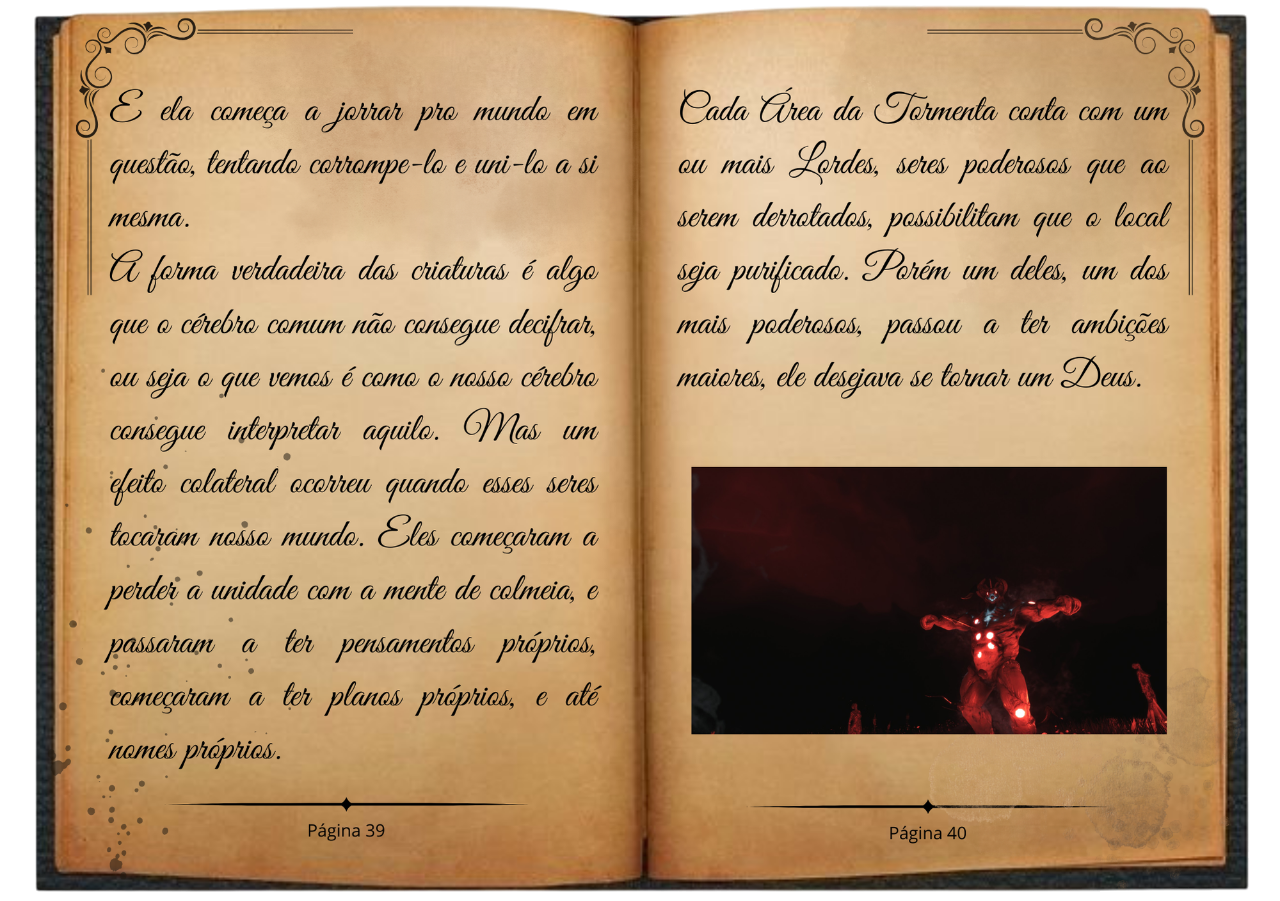 E ela começa a jorrar pro mundo em
questão, tentando corrompe-lo e uni-lo a si
mesma.
A forma verdadeira das criaturas é algo
que o cérebro comum não consegue decifrar,
ou seja o que vemos é como o nosso cérebro
consegue interpretar aquilo. Mas um
efeito colateral ocorreu quando esses seres
tocaram nosso mundo. Eles começaram a
perder a unidade com a mente de colmeia, e
passaram a ter pensamentos próprios,
começaram a ter planos próprios, e até
nomes próprios.
Página 39
Cada Área da Tormenta conta com um
ou mais Lordes, seres poderosos que ao
serem derrotados, possibilitam que o local
seja purificado. Porém um deles, um dos
mais poderosos, passou a ter ambições
maiores, ele desejava se tornar um Deus.
Página 40